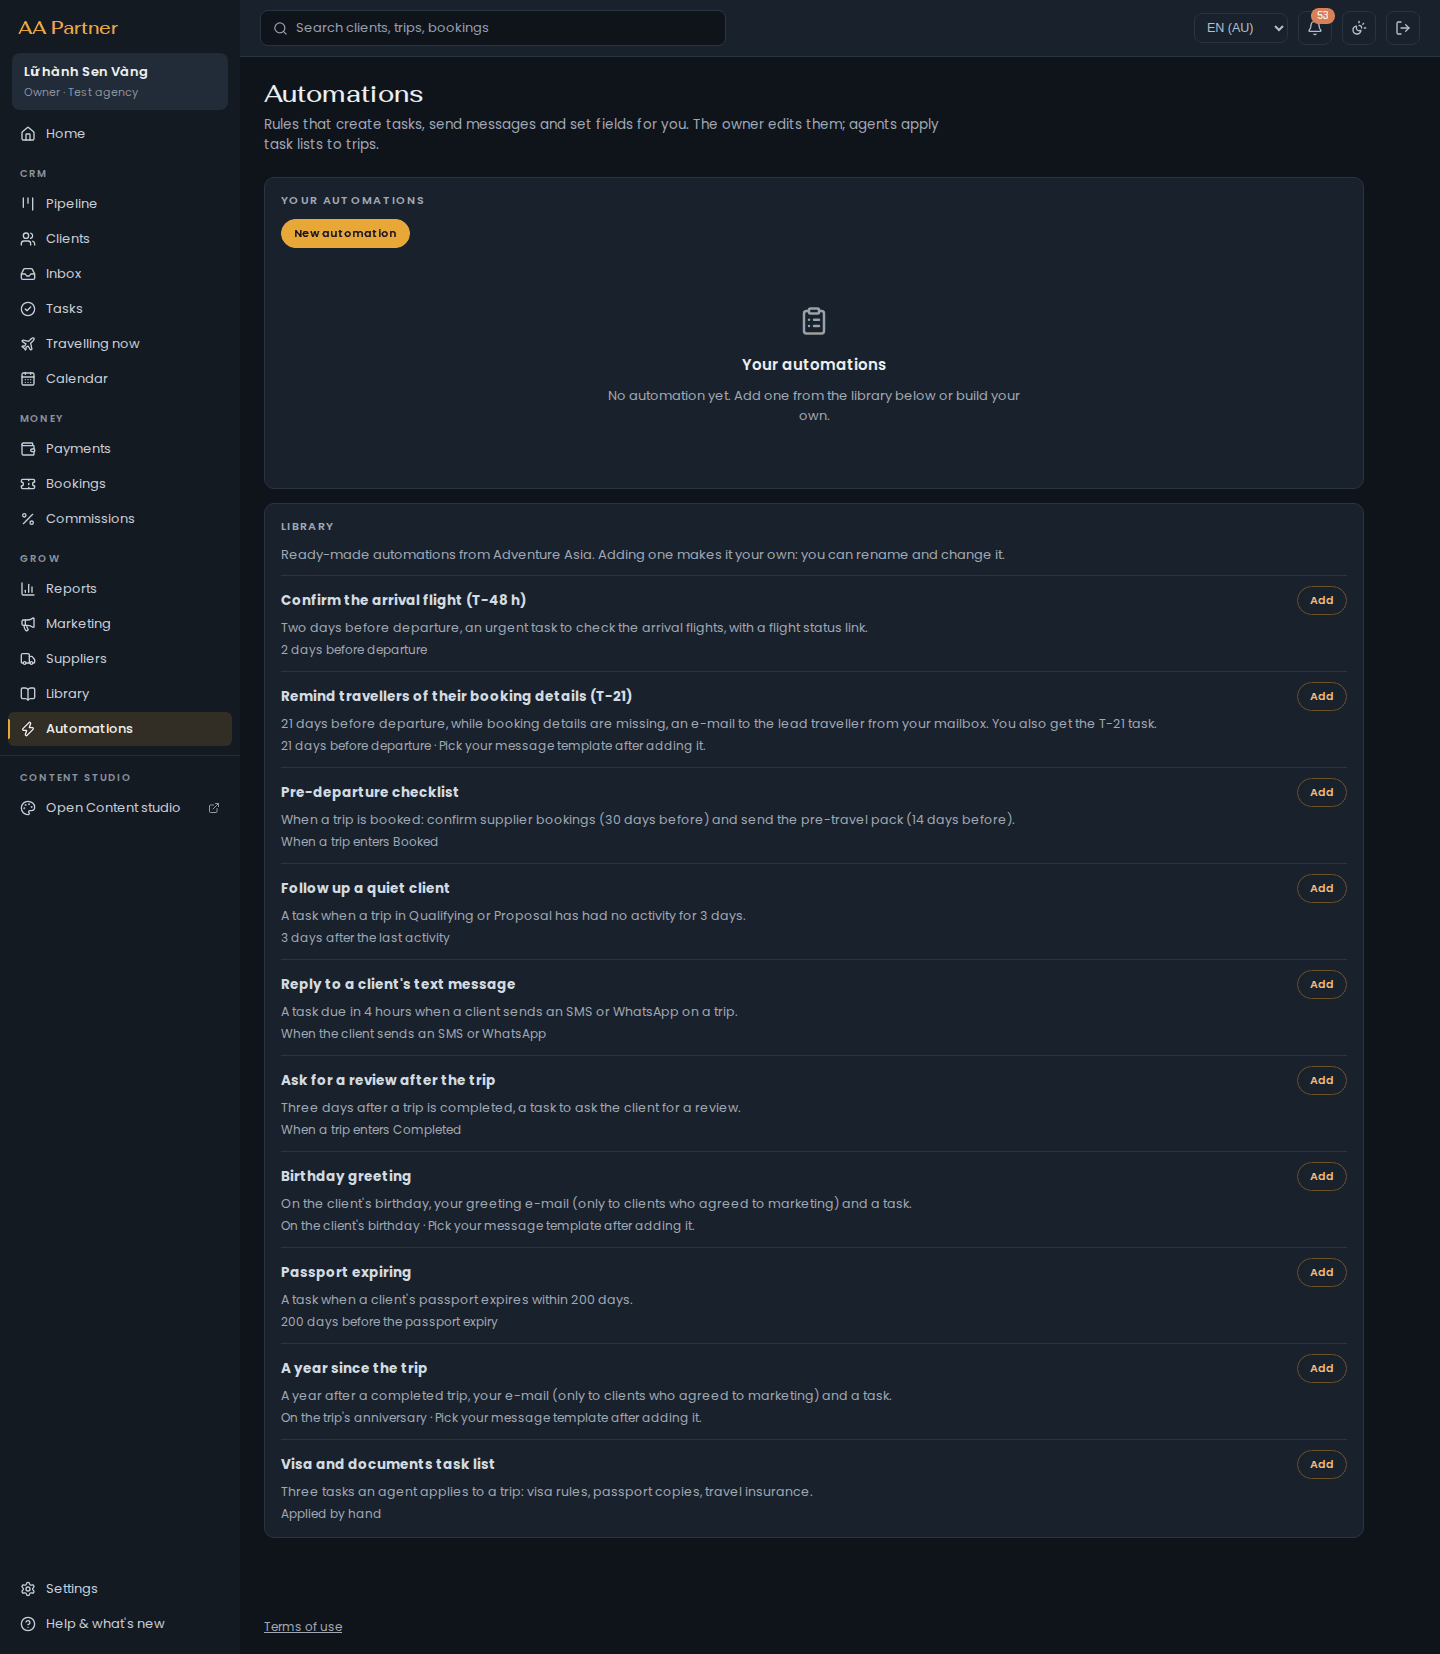 AA Partner
Lữ hành Sen Vàng
Owner · Test agency
Home
CRM
Pipeline
Clients
Inbox
Tasks
Travelling now
Calendar
MONEY
Payments
Bookings
Commissions
GROW
Reports
Marketing
Suppliers
Library
Automations
CONTENT STUDIO
Open Content studio
Settings
Help & what's new
Search clients, trips, bookings
EN (AU)
53
Automations
Rules that create tasks, send messages and set fields for you. The owner edits them; agents apply
task lists to trips.
YOUR AUTOMATIONS
New automation
Your automations
No automation yet. Add one from the library below or build your
own.
LIBRARY
Ready-made automations from Adventure Asia. Adding one makes it your own: you can rename and change it.
Confirm the arrival flight (T−48 h)
Add
Two days before departure, an urgent task to check the arrival flights, with a flight status link.
2 days before departure
Remind travellers of their booking details (T-21)
Add
21 days before departure, while booking details are missing, an e-mail to the lead traveller from your mailbox. You also get the T-21 task.
21 days before departure · Pick your message template after adding it.
Pre-departure checklist
Add
When a trip is booked: confirm supplier bookings (30 days before) and send the pre-travel pack (14 days before).
When a trip enters Booked
Follow up a quiet client
Add
A task when a trip in Qualifying or Proposal has had no activity for 3 days.
3 days after the last activity
Reply to a client's text message
Add
A task due in 4 hours when a client sends an SMS or WhatsApp on a trip.
When the client sends an SMS or WhatsApp
Ask for a review after the trip
Add
Three days after a trip is completed, a task to ask the client for a review.
When a trip enters Completed
Birthday greeting
Add
On the client's birthday, your greeting e-mail (only to clients who agreed to marketing) and a task.
On the client's birthday · Pick your message template after adding it.
Passport expiring
Add
A task when a client's passport expires within 200 days.
200 days before the passport expiry
A year since the trip
Add
A year after a completed trip, your e-mail (only to clients who agreed to marketing) and a task.
On the trip's anniversary · Pick your message template after adding it.
Visa and documents task list
Add
Three tasks an agent applies to a trip: visa rules, passport copies, travel insurance.
Applied by hand
Terms of use